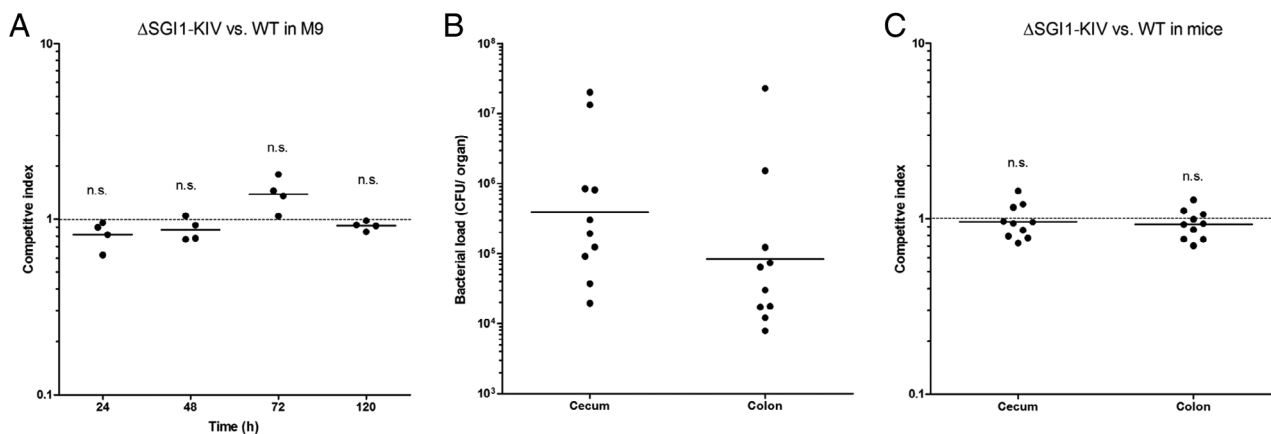 A
ΔSGI1-KIV vs. WT in M9
Competitve index
10
1
0.1
n.s.
n.s.
n.s.
n.s.
24
48
72
120
Time (h)
B
Bacterial load (CFU/ organ)
10⁸
10⁷
10⁶
10⁵
10⁴
10³
Cecum
Colon
C
ΔSGI1-KIV vs. WT in mice
Competitve index
10
1
0.1
n.s.
n.s.
Cecum
Colon